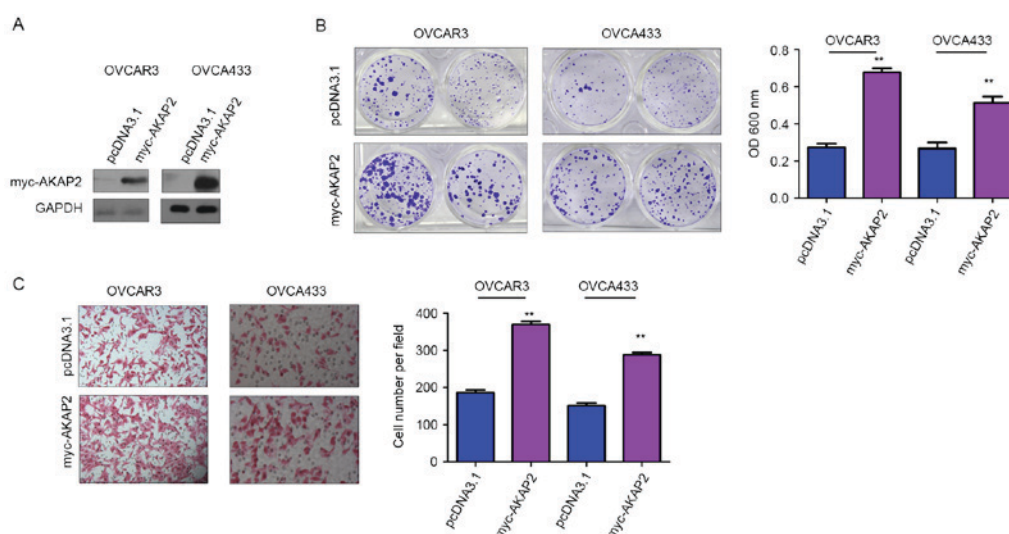 A
OVCAR3 OVCA433
pcDNA3.1 myc-AKAP2 pcDNA3.1 myc-AKAP2
myc-AKAP2
GAPDH
B
OVCAR3 OVCA433
pcDNA3.1
myc-AKAP2
OVCAR3 OVCA433
** **
OD 600 nm
0.8
0.6
0.4
0.2
0.0
pcDNA3.1 myc-AKAP2 pcDNA3.1 myc-AKAP2
C
OVCAR3 OVCA433
pcDNA3.1
myc-AKAP2
OVCAR3 OVCA433
** **
Cell number per field
400
300
200
100
0
pcDNA3.1 myc-AKAP2 pcDNA3.1 myc-AKAP2